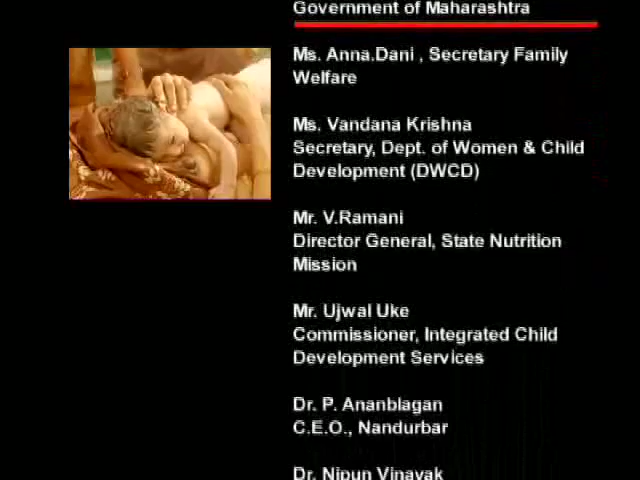 Government of Maharashtra
Ms. Anna.Dani , Secretary Family
Welfare
Ms. Vandana Krishna
Secretary, Dept. of Women & Child
Development (DWCD)
Mr. V.Ramani
Director General, State Nutrition
Mission
Mr. Ujwal Uke
Commissioner, Integrated Child
Development Services
Dr. P. Ananblagan
C.E.O., Nandurbar
Dr. Nipun Vinayak